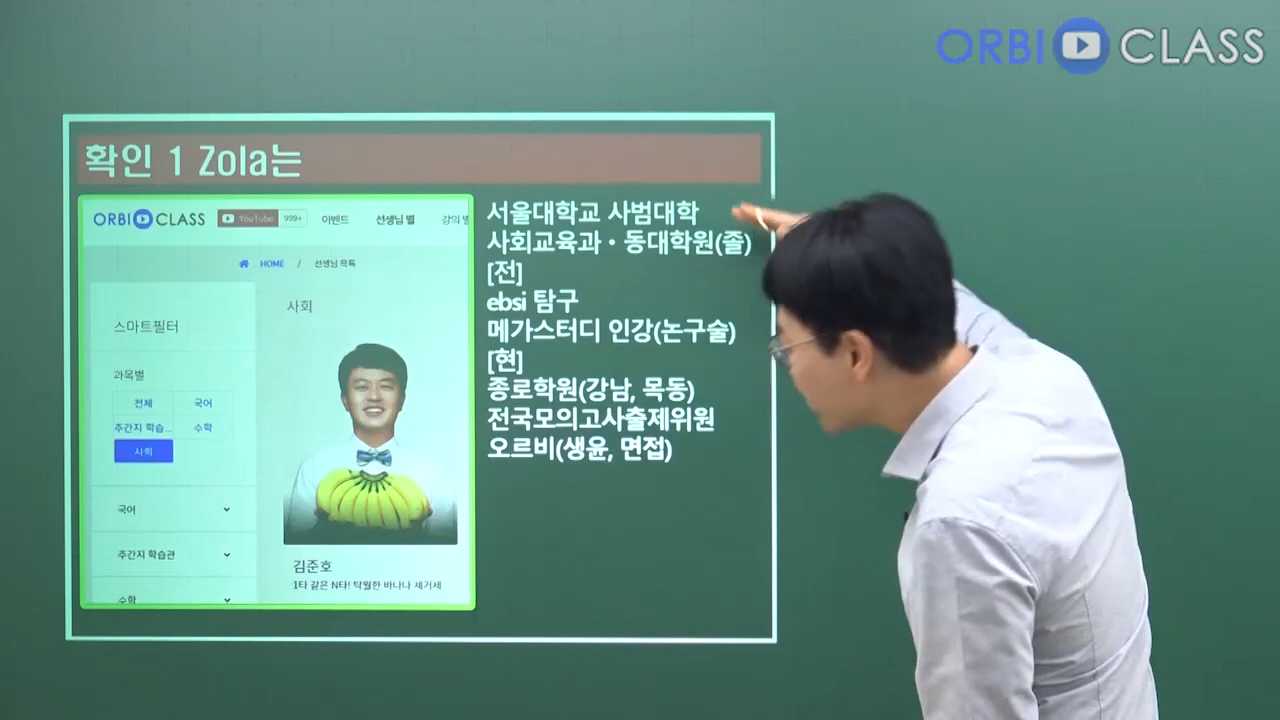 ORBI CLASS
확인 1 Zola는
ORBI CLASS YouTube 999+ 이벤트 선생님 별 강의 별
HOME / 선생님 목록
사회
스마트필터
과목별
전체 국어
주간지 학습... 수학
사회
국어
주간지 학습관
수학
김준호
1타 같은 N타! 탁월한 바나나 제거제
서울대학교 사범대학
사회교육과•동대학원(졸)
[전]
ebsi 탐구
메가스터디 인강(논구술)
[현]
종로학원(강남, 목동)
전국모의고사출제위원
오르비(생윤, 면접)